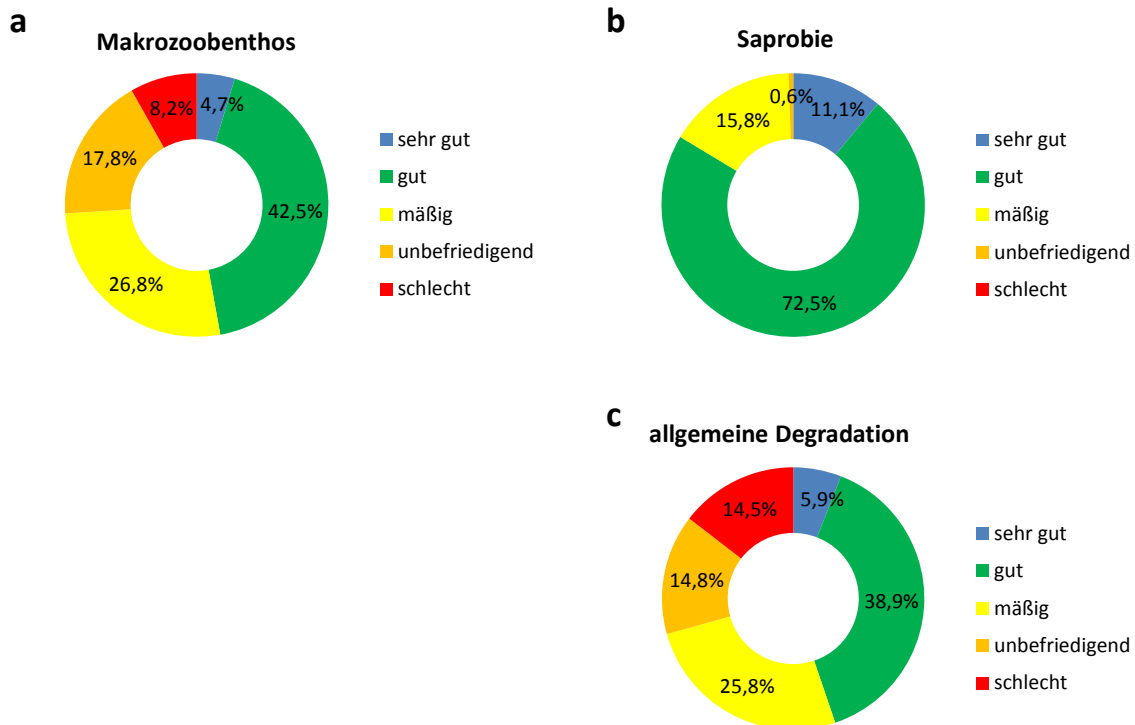 a
Makrozoobenthos
8,2%
4,7%
17,8%
42,5%
26,8%
sehr gut
gut
mäßig
unbefriedigend
schlecht
b
Saprobie
0,6%
11,1%
15,8%
72,5%
sehr gut
gut
mäßig
unbefriedigend
schlecht
c
allgemeine Degradation
14,5%
5,9%
14,8%
38,9%
25,8%
sehr gut
gut
mäßig
unbefriedigend
schlecht